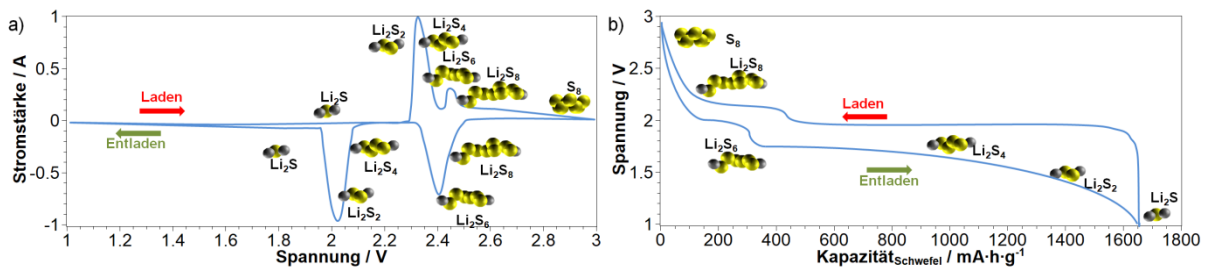 a)
Stromstärke / A
1
0.5
0
-0.5
-1
Li₂S₂
Li₂S₄
Li₂S₆
Li₂S₈
S₈
Laden
Entladen
Li₂S
Li₂S
Li₂S₄
Li₂S₂
Li₂S₈
Li₂S₆
1 1.2 1.4 1.6 1.8 2 2.2 2.4 2.6 2.8 3
Spannung / V
b)
Spannung / V
3
2.5
2
1.5
1
S₈
Li₂S₈
Laden
Li₂S₆
Li₂S₄
Entladen
Li₂S₂
Li₂S
0 200 400 600 800 1000 1200 1400 1600 1800
Kapazität_Schwefel / mA·h·g⁻¹